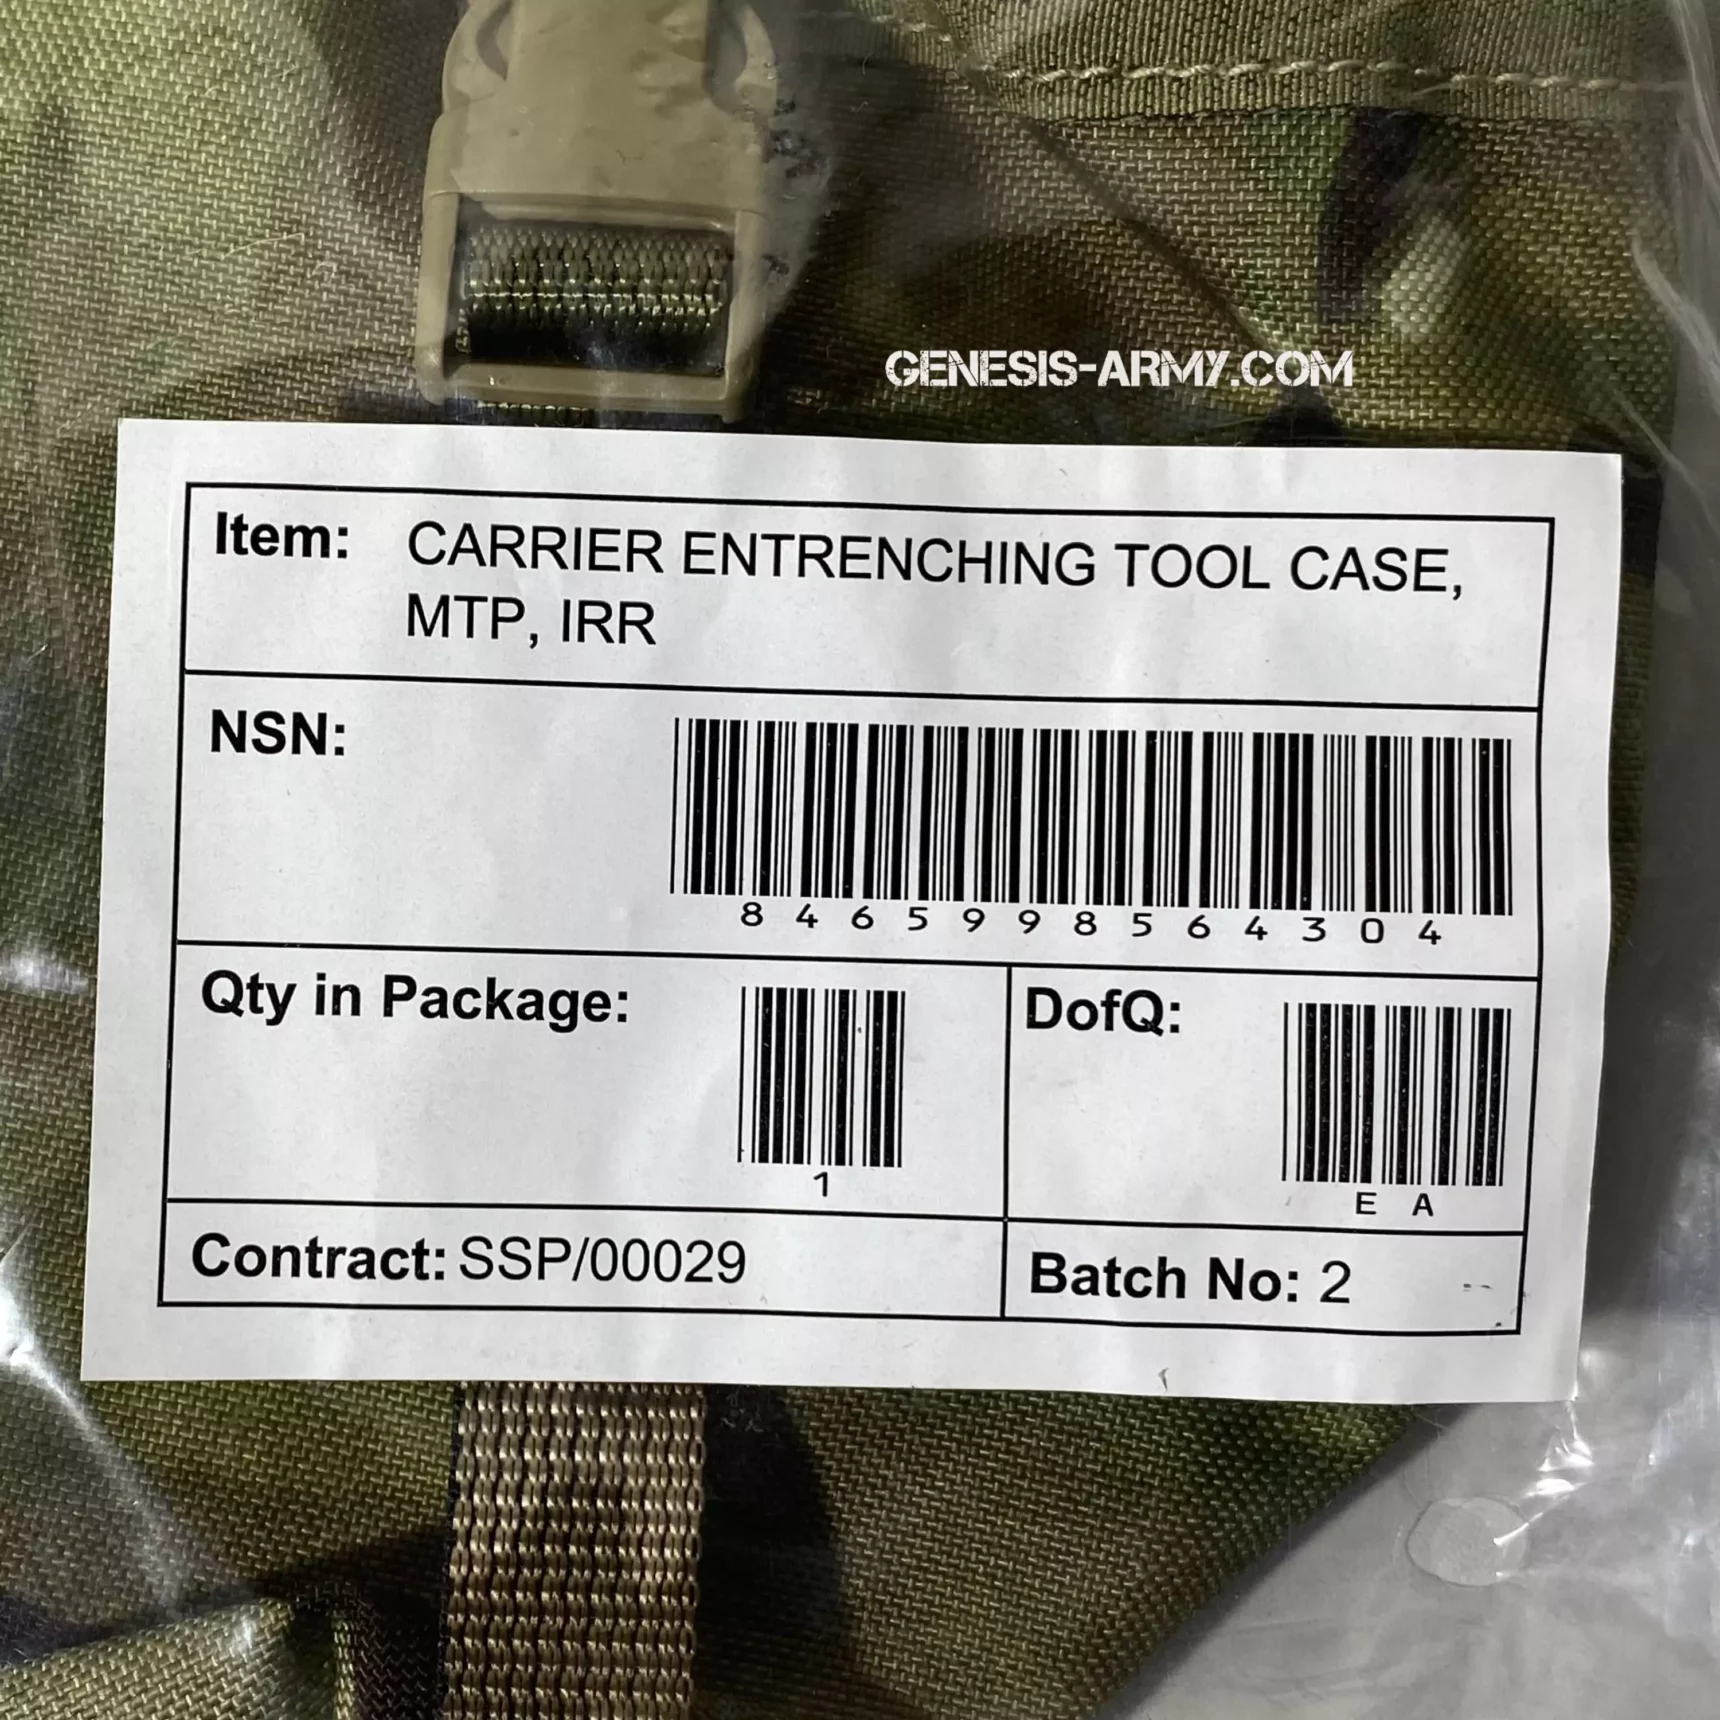 GENESIS-ARMY.COM
Item: CARRIER ENTRENCHING TOOL CASE,
MTP, IRR
NSN:
8465998564304
Qty in Package:
1
DofQ:
EA
Contract: SSP/00029
Batch No: 2